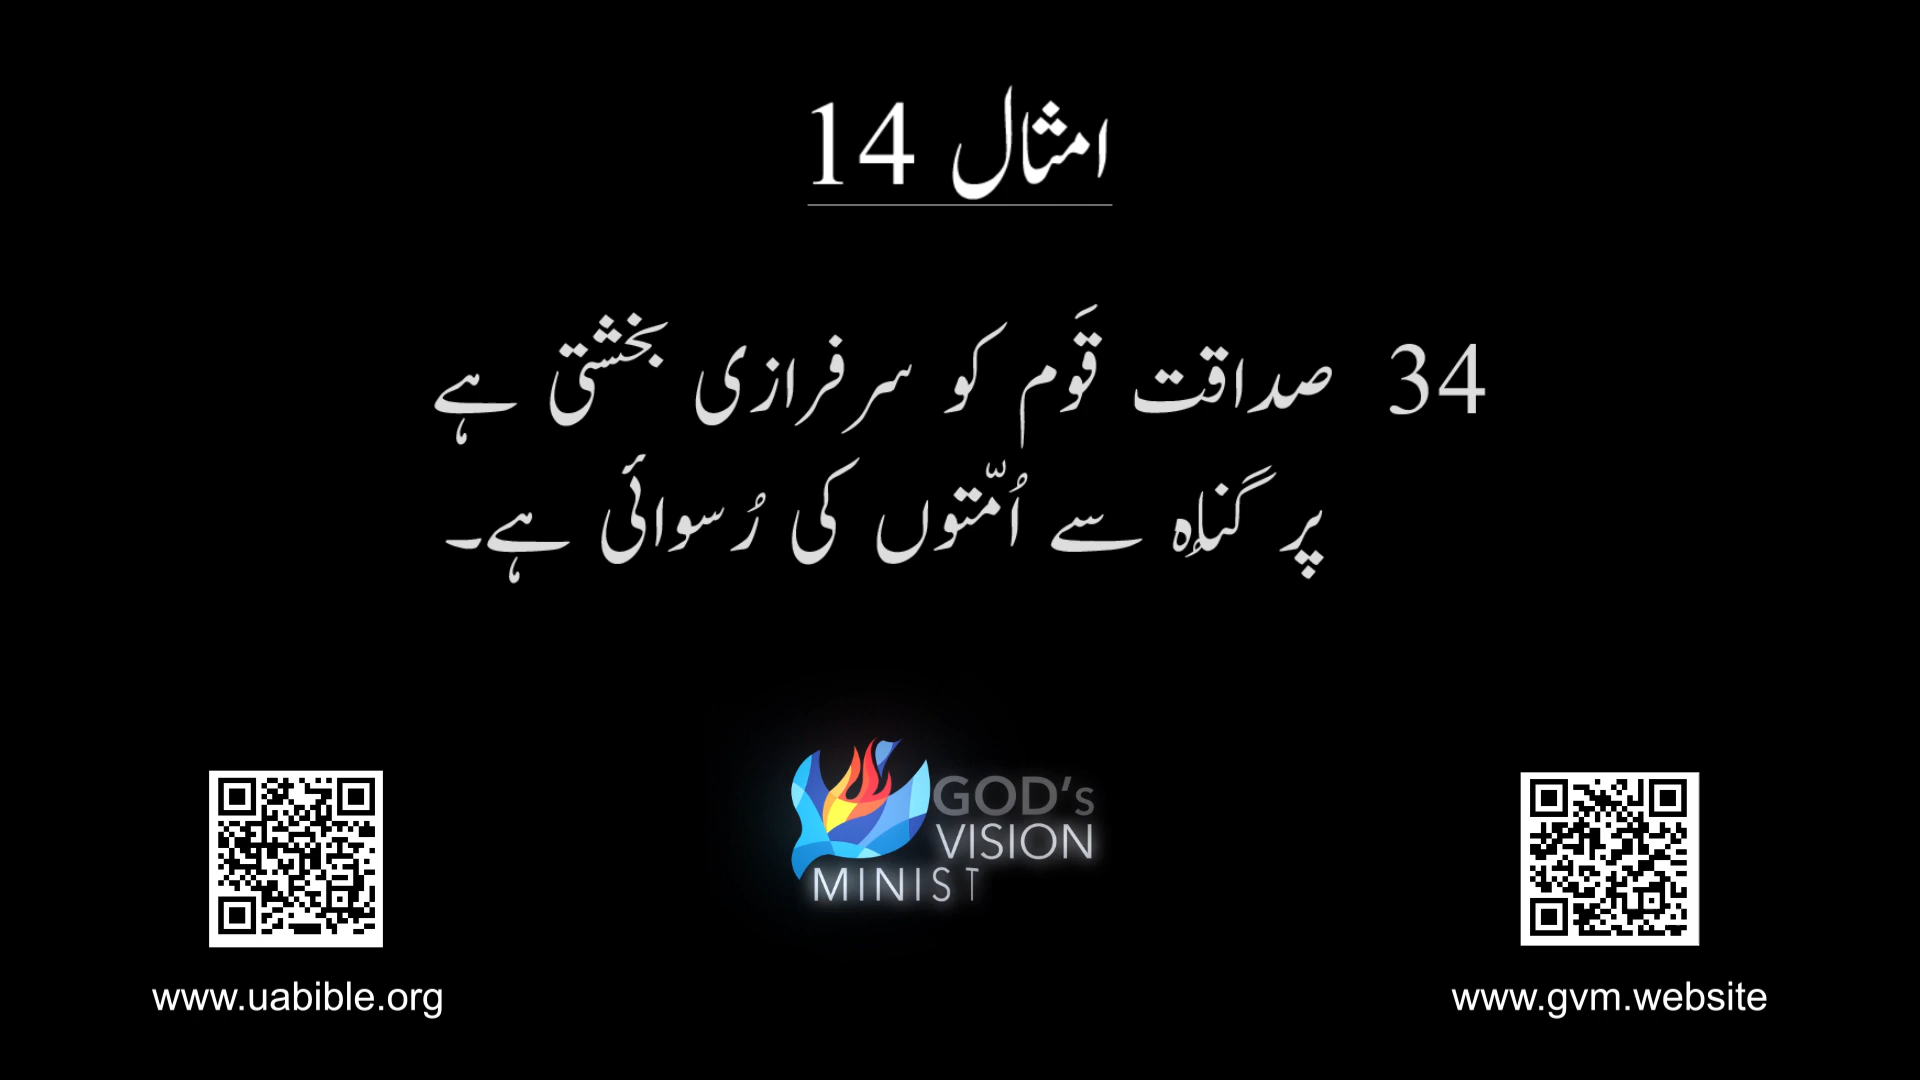 امثال 14
34 صداقت قَوم کو سرفرازی بخشتی ہے
پر گناہ سے اُمّتوں کی رُسوائی ہے۔
GOD's
VISION
MINIST
www.uabible.org
www.gvm.website